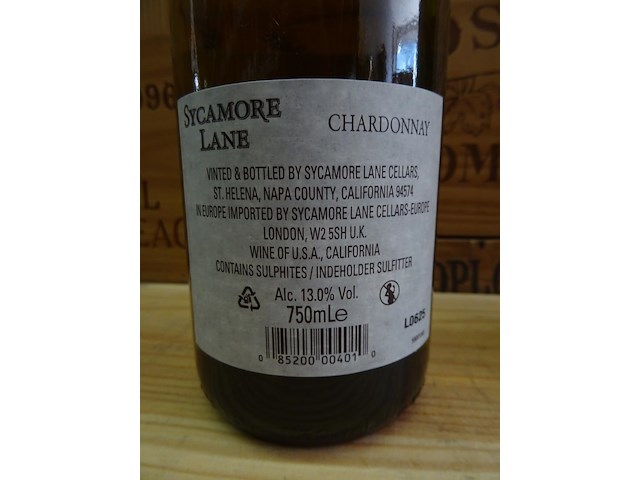 SYCAMORE
LANE
CHARDONNAY
VINTED & BOTTLED BY SYCAMORE LANE CELLARS,
ST. HELENA, NAPA COUNTY, CALIFORNIA 94574
IN EUROPE IMPORTED BY SYCAMORE LANE CELLARS-EUROPE
LONDON, W2 5SH U.K.
WINE OF U.S.A., CALIFORNIA
CONTAINS SULPHITES / INDEHOLDER SULFITTER
Alc. 13.0% Vol.
750mLe
L0605
0 85200 00401 0